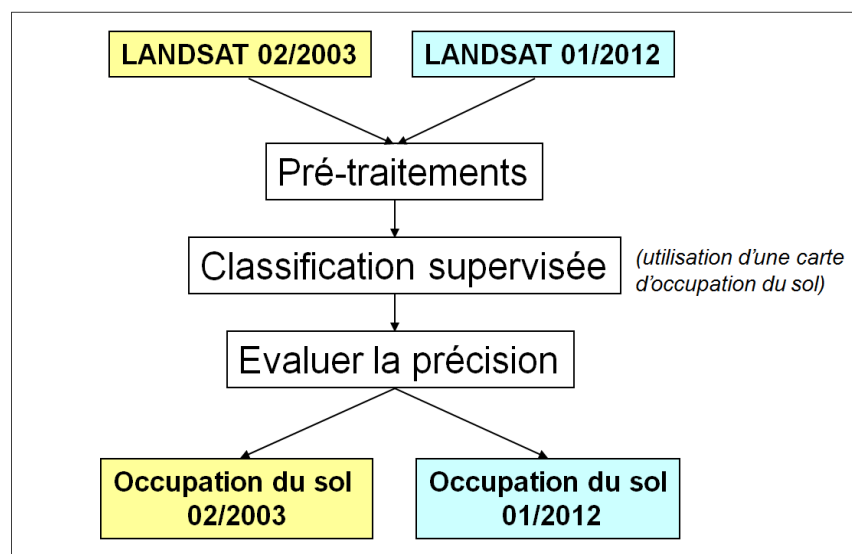 LANDSAT 02/2003
LANDSAT 01/2012
Pré-traitements
Classification supervisée
(utilisation d'une carte
d'occupation du sol)
Evaluer la précision
Occupation du sol
02/2003
Occupation du sol
01/2012